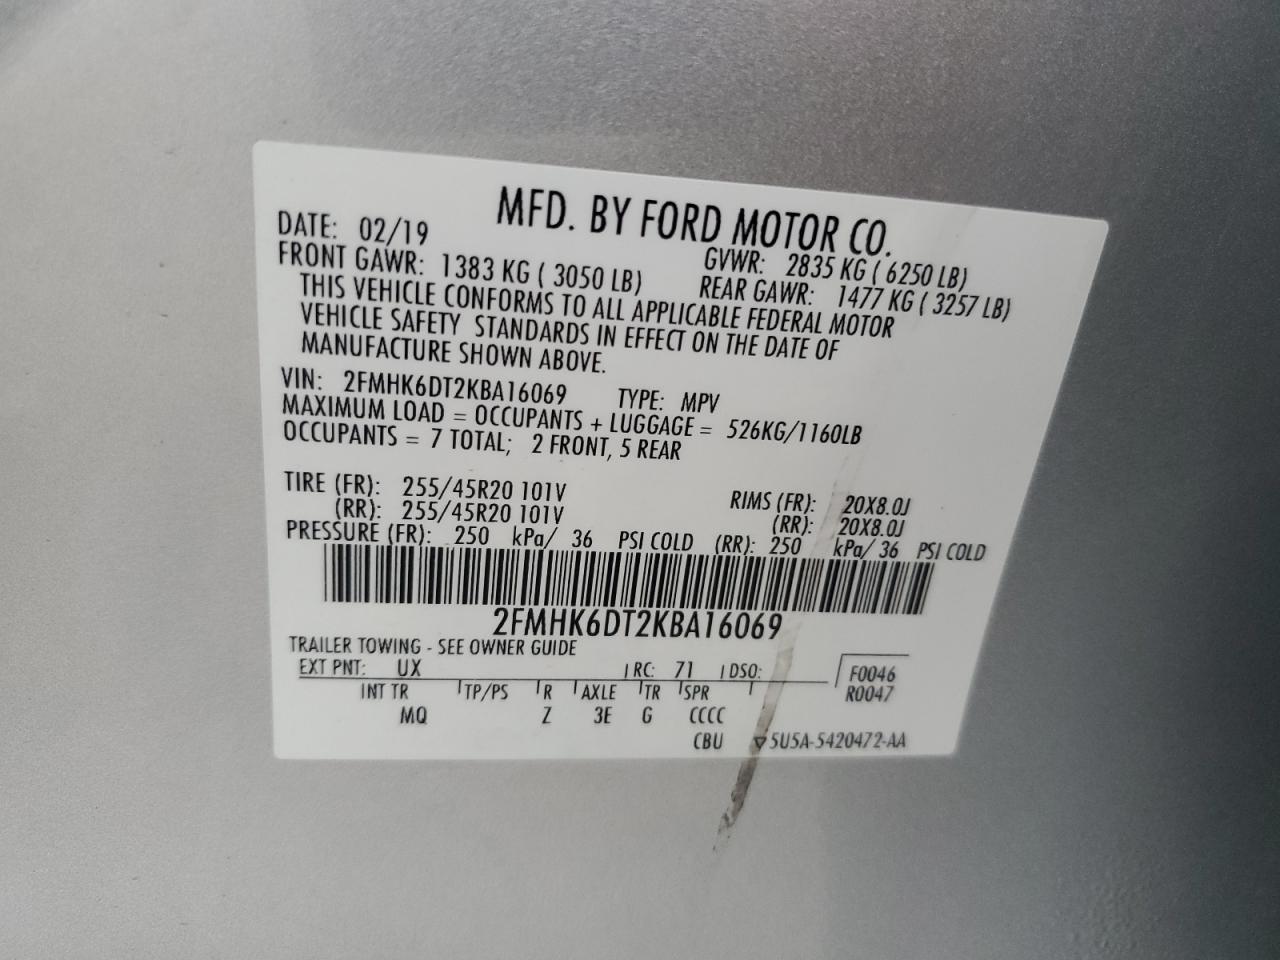 MFD. BY FORD MOTOR CO.
DATE: 02/19 GVWR: 2835 KG ( 6250 LB)
FRONT GAWR: 1383 KG ( 3050 LB) REAR GAWR: 1477 KG ( 3257 LB)
THIS VEHICLE CONFORMS TO ALL APPLICABLE FEDERAL MOTOR
VEHICLE SAFETY STANDARDS IN EFFECT ON THE DATE OF
MANUFACTURE SHOWN ABOVE.
VIN: 2FMHK6DT2KBA16069 TYPE: MPV
MAXIMUM LOAD = OCCUPANTS + LUGGAGE = 526KG/1160LB
OCCUPANTS = 7 TOTAL; 2 FRONT, 5 REAR
TIRE (FR): 255/45R20 101V RIMS (FR): 20X8.0J
(RR): 255/45R20 101V (RR): 20X8.0J
PRESSURE (FR): 250 kPa/ 36 PSI COLD (RR): 250 kPa/ 36 PSI COLD
2FMHK6DT2KBA16069
TRAILER TOWING - SEE OWNER GUIDE
EXT PNT: UX RC: 71 DSO: F0046
INT TR TP/PS R AXLE TR SPR R0047
MQ Z 3E G CCCC
CBU ▽5U5A-5420472-AA